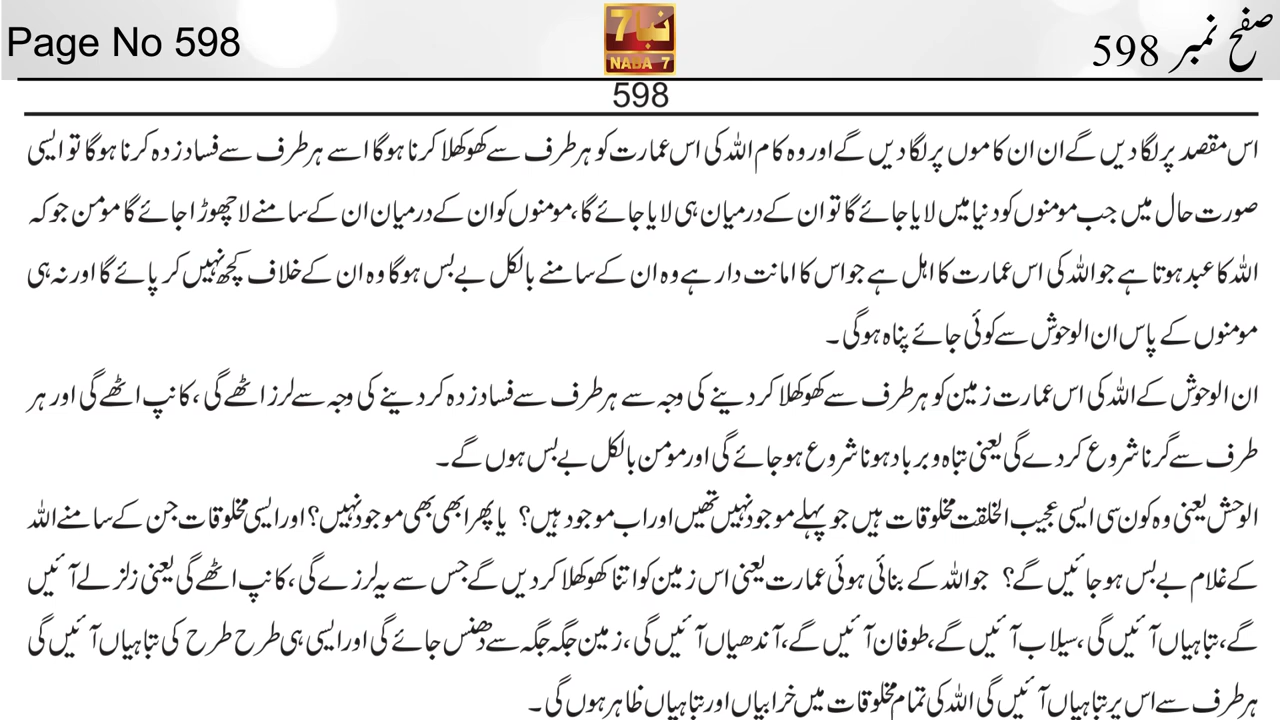 Page No 598
نبا 7
NABA 7
صفح نمبر 598
598
اس مقصد پر لگا دیں گے ان ان کاموں پر لگا دیں گے اور وہ کام اللہ کی اس عمارت کو ہر طرف سے کھوکھلا کرنا ہوگا اسے ہر طرف سے فساد زدہ کرنا ہوگا تو ایسی
صورت حال میں جب مومنوں کو دنیا میں لایا جائے گا تو ان کے درمیان ہی لایا جائے گا، مومنوں کو ان کے درمیان ان کے سامنے لا چھوڑا جائے گا مومن جو کہ
اللہ کا عبد ہوتا ہے جو اللہ کی اس عمارت کا اہل ہے جو اس کا امانت دار ہے وہ ان کے سامنے بالکل بے بس ہوگا وہ ان کے خلاف کچھ نہیں کر پائے گا اور نہ ہی
مومنوں کے پاس ان الوحوش سے کوئی جائے پناہ ہوگی۔
ان الوحوش کے اللہ کی اس عمارت زمین کو ہر طرف سے کھوکھلا کر دینے کی وجہ سے ہر طرف سے فساد زدہ کر دینے کی وجہ سے لرز اٹھے گی، کانپ اٹھے گی اور ہر
طرف سے گرنا شروع کر دے گی یعنی تباہ و برباد ہونا شروع ہو جائے گی اور مومن بالکل بے بس ہوں گے۔
الوحش یعنی وہ کون سی ایسی عجیب الخلقت مخلوقات ہیں جو پہلے موجود نہیں تھیں اور اب موجود ہیں؟ یا پھر ابھی بھی موجود نہیں؟ اور ایسی مخلوقات جن کے سامنے اللہ
کے غلام بے بس ہو جائیں گے؟ جو اللہ کے بنائی ہوئی عمارت یعنی اس زمین کو اتنا کھوکھلا کر دیں گے جس سے یہ لرزے گی، کانپ اٹھے گی یعنی زلزلے آئیں
گے، تباہیاں آئیں گی، سیلاب آئیں گے، طوفان آئیں گے، آندھیاں آئیں گی، زمین جگہ جگہ سے دھنس جائے گی اور ایسی ہی طرح طرح کی تباہیاں آئیں گی
ہر طرف سے اس پر تباہیاں آئیں گی اللہ کی تمام مخلوقات میں خرابیاں اور تباہیاں ظاہر ہوں گی۔